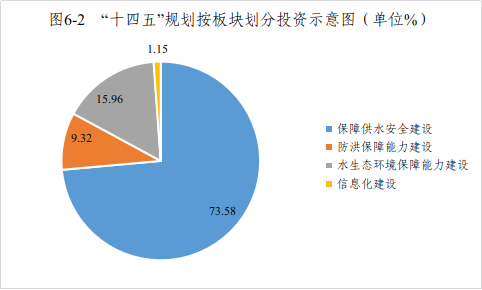 图6-2 “十四五”规划按板块划分投资示意图（单位%）
1.15
15.96
9.32
73.58
保障供水安全建设
防洪保障能力建设
水生态环境保障能力建设
信息化建设